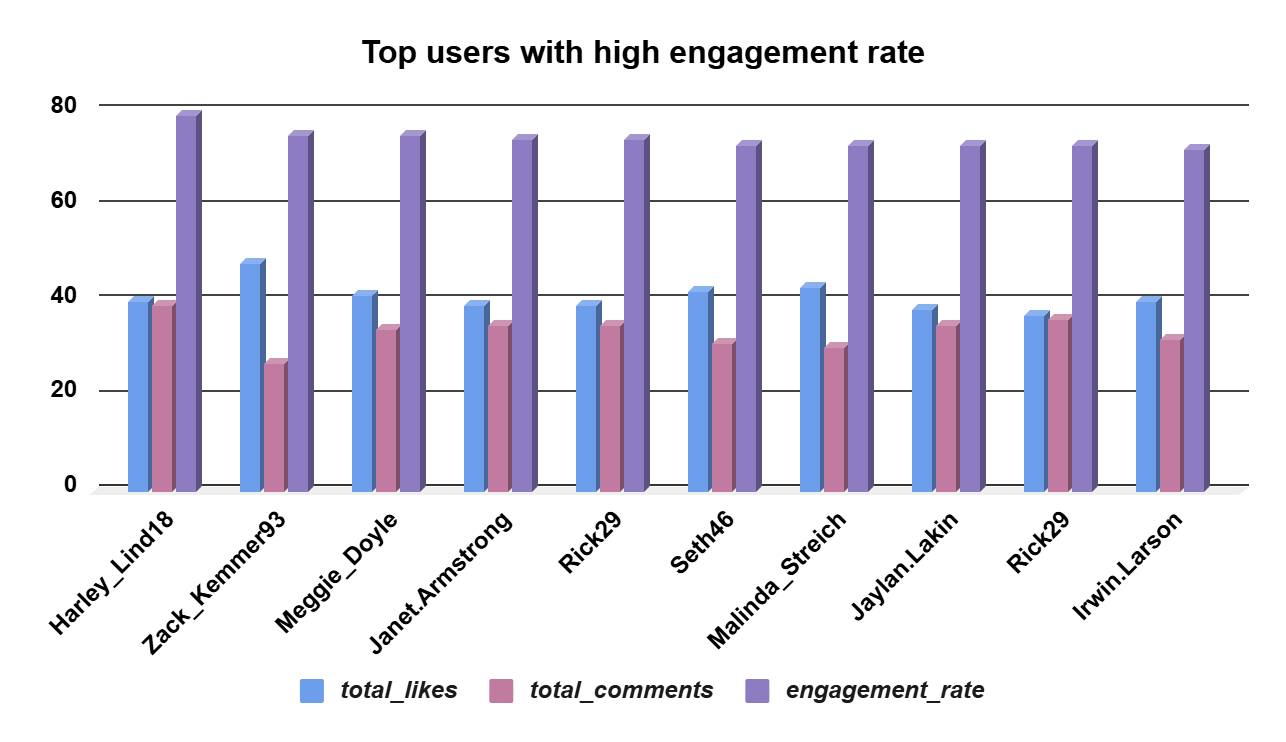 Top users with high engagement rate
80
60
40
20
0
Harley_Lind18
Zack_Kemmer93
Meggie_Doyle
Janet.Armstrong
Rick29
Seth46
Malinda_Streich
Jaylan.Lakin
Rick29
Irwin.Larson
total_likes
total_comments
engagement_rate